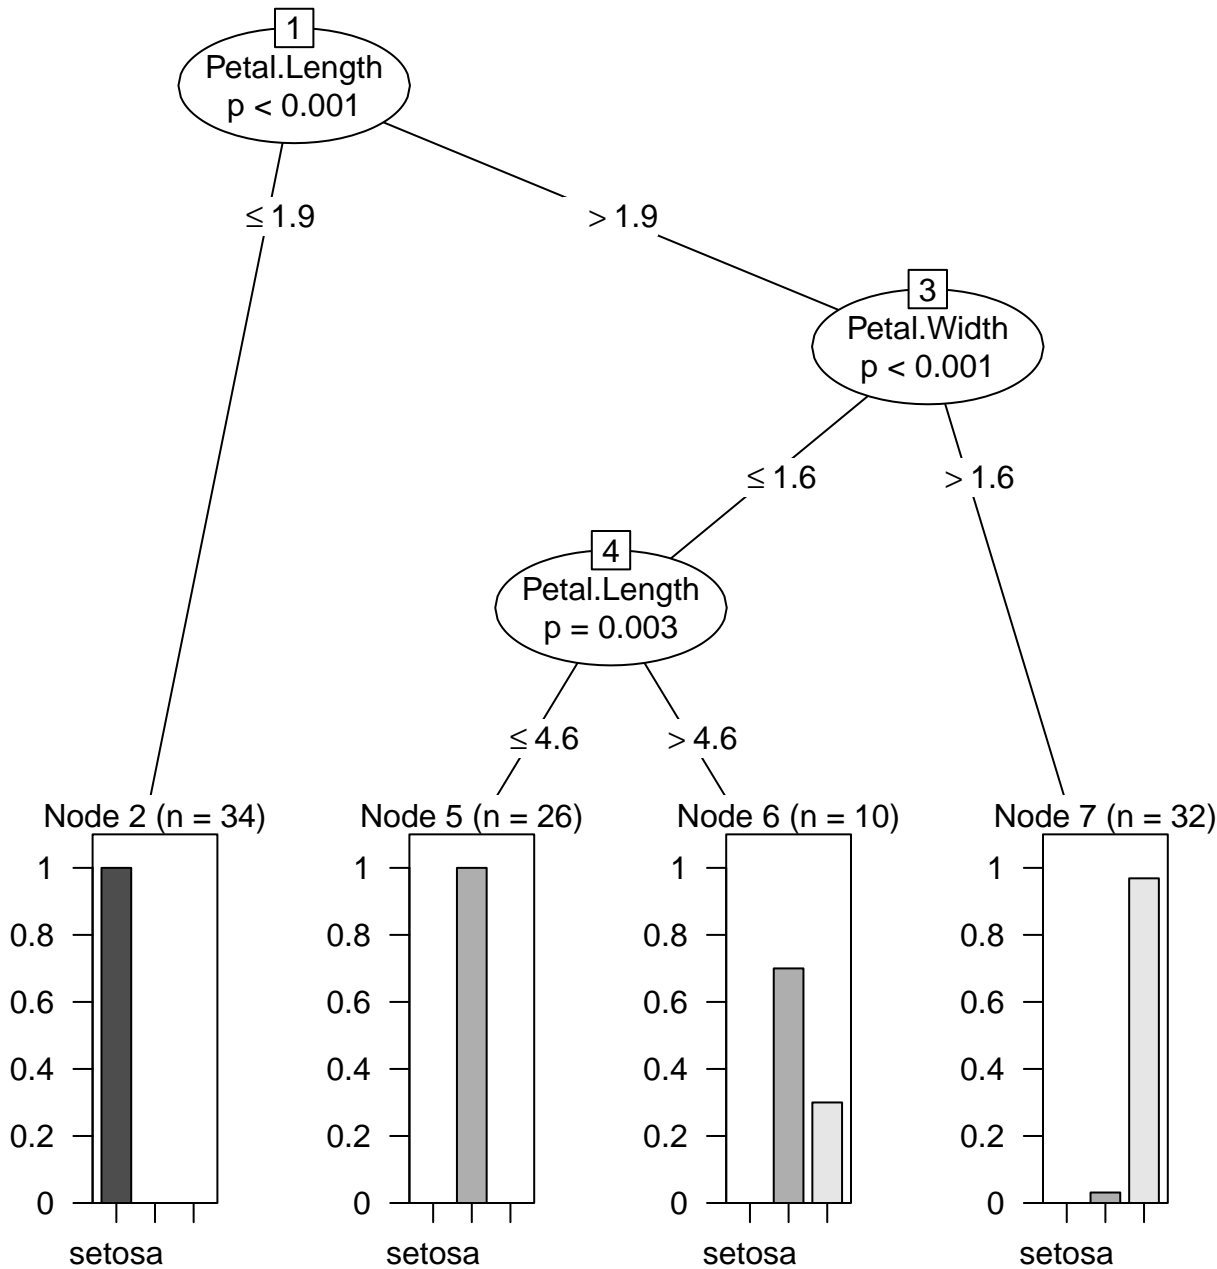 1
Petal.Length
p < 0.001
≤ 1.9
> 1.9
3
Petal.Width
p < 0.001
≤ 1.6
> 1.6
4
Petal.Length
p = 0.003
≤ 4.6
> 4.6
Node 2 (n = 34)
1
0.8
0.6
0.4
0.2
0
setosa
Node 5 (n = 26)
1
0.8
0.6
0.4
0.2
0
setosa
Node 6 (n = 10)
1
0.8
0.6
0.4
0.2
0
setosa
Node 7 (n = 32)
1
0.8
0.6
0.4
0.2
0
setosa